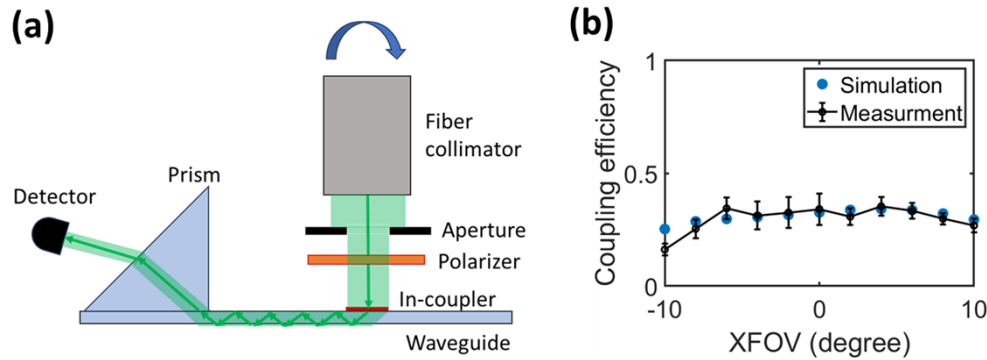 (a)
Fiber
collimator
Prism
Detector
Aperture
Polarizer
In-coupler
Waveguide
(b)
1
0.5
0
Coupling efficiency
Simulation
Measurment
-10
0
10
XFOV (degree)